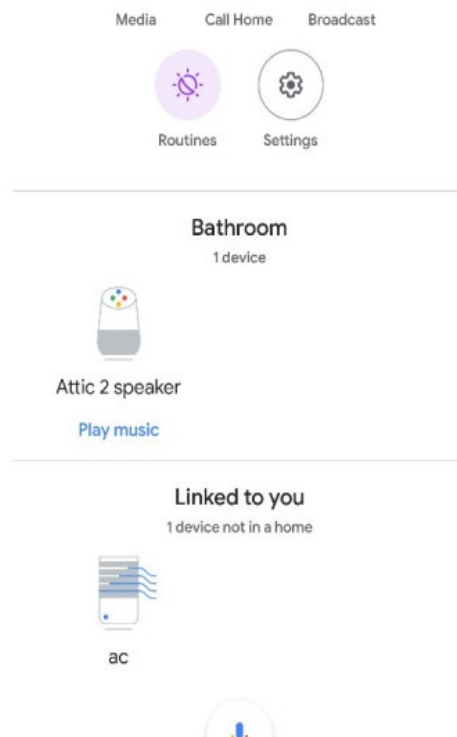 Media Call Home Broadcast
Routines Settings
Bathroom
1 device
Attic 2 speaker
Play music
Linked to you
1 device not in a home
ac